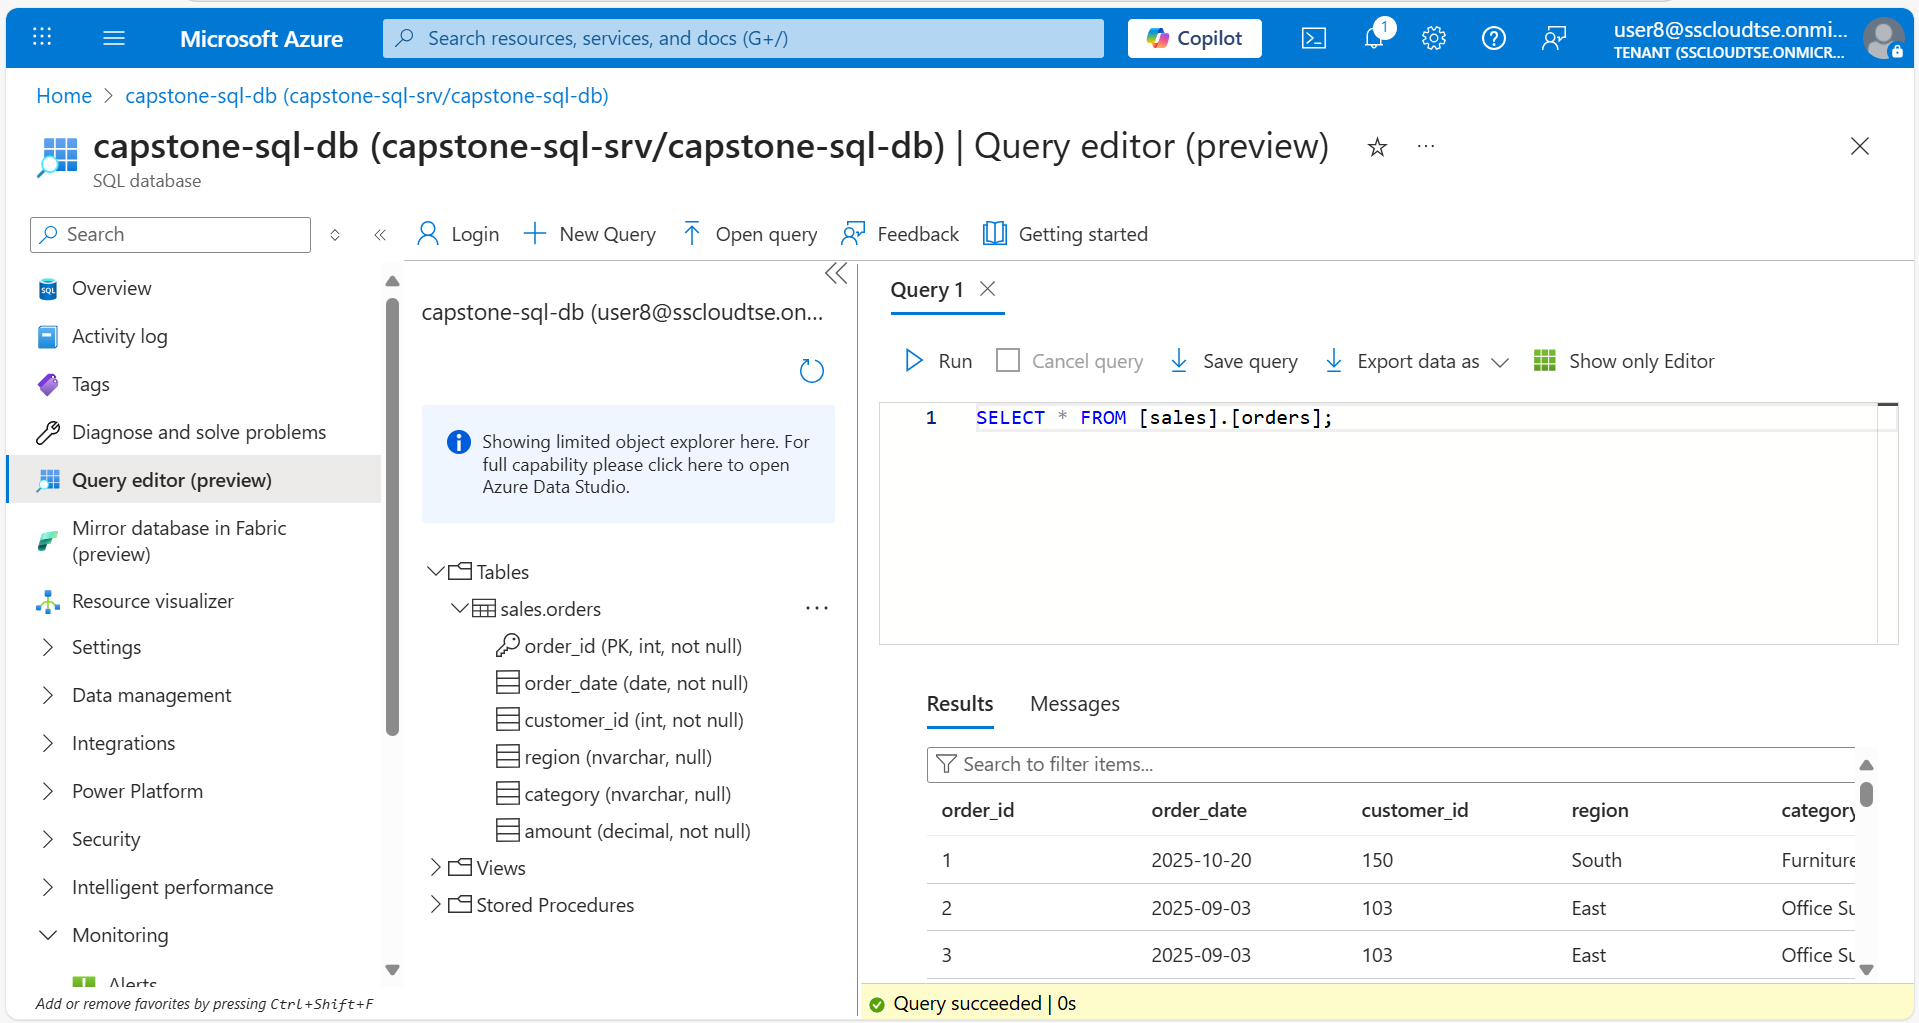 Microsoft Azure
Search resources, services, and docs (G+/)
Copilot
1
user8@sscloudtse.onmi...
TENANT (SSCLOUDTSE.ONMICR...
Home > capstone-sql-db (capstone-sql-srv/capstone-sql-db)
capstone-sql-db (capstone-sql-srv/capstone-sql-db) | Query editor (preview)
SQL database
Search
Login
New Query
Open query
Feedback
Getting started
SQL
Overview
Activity log
Tags
Diagnose and solve problems
Query editor (preview)
Mirror database in Fabric
(preview)
Resource visualizer
Settings
Data management
Integrations
Power Platform
Security
Intelligent performance
Monitoring
Alerts
Add or remove favorites by pressing Ctrl+Shift+F
capstone-sql-db (user8@sscloudtse.on...
Showing limited object explorer here. For
full capability please click here to open
Azure Data Studio.
Tables
sales.orders
order_id (PK, int, not null)
order_date (date, not null)
customer_id (int, not null)
region (nvarchar, null)
category (nvarchar, null)
amount (decimal, not null)
Views
Stored Procedures
Query 1
Run
Cancel query
Save query
Export data as
Show only Editor
1 SELECT * FROM [sales].[orders];
Results
Messages
Search to filter items...
order_id order_date customer_id region category
1 2025-10-20 150 South Furniture
2 2025-09-03 103 East Office Su
3 2025-09-03 103 East Office Su
Query succeeded | 0s